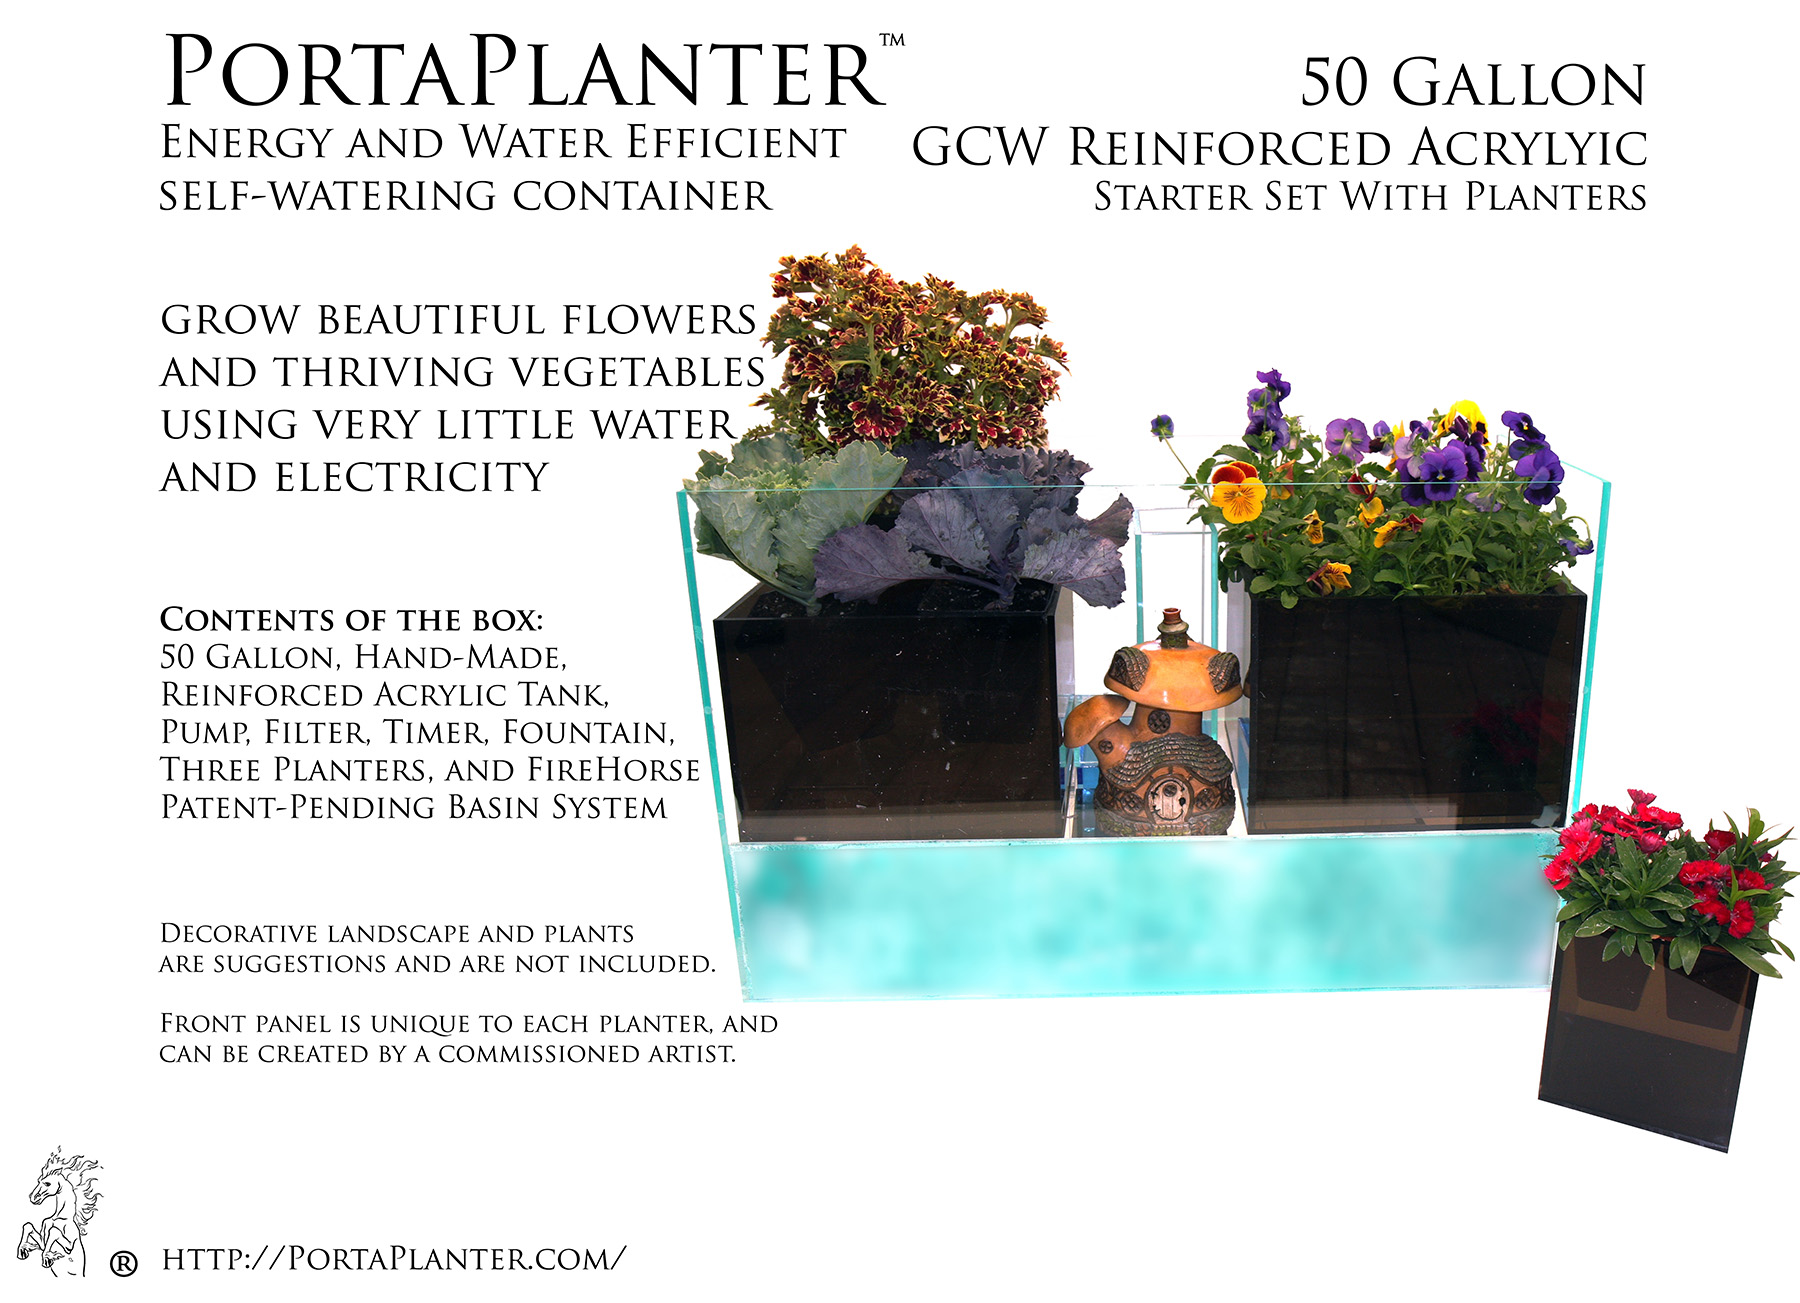 PortaPlanter™
Energy and Water Efficient
self-watering container
50 Gallon
GCW Reinforced Acrylyic
Starter Set With Planters
grow beautiful flowers
and thriving vegetables
using very little water
and electricity
Contents of the box:
50 Gallon, Hand-Made,
Reinforced Acrylic Tank,
Pump, Filter, Timer, Fountain,
Three Planters, and FireHorse
Patent-Pending Basin System
Decorative landscape and plants
are suggestions and are not included.
Front panel is unique to each planter, and
can be created by a commissioned artist.
® http://PortaPlanter.com/